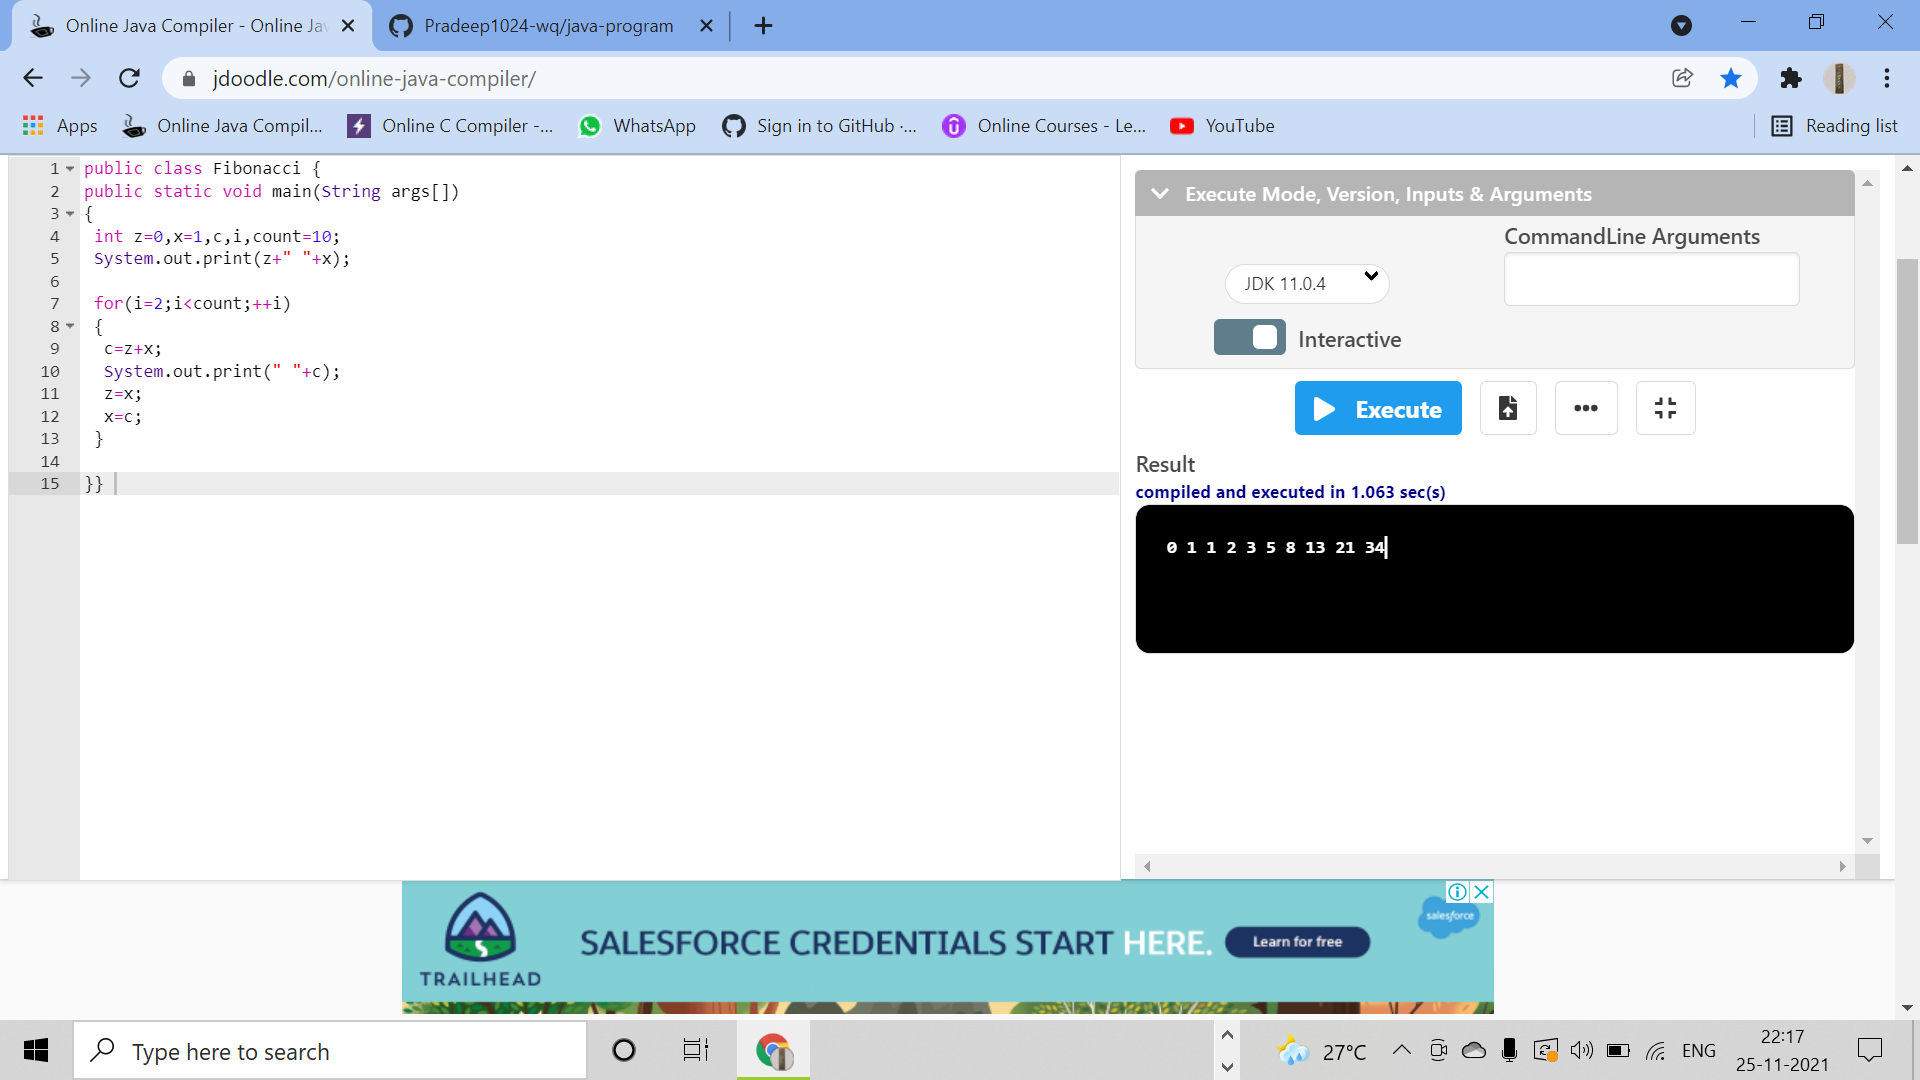 Online Java Compiler - Online Jav
Pradeep1024-wq/java-program
jdoodle.com/online-java-compiler/
Apps
Online Java Compil...
Online C Compiler -...
WhatsApp
Sign in to GitHub ·...
Online Courses - Le...
YouTube
Reading list
1 public class Fibonacci {
2 public static void main(String args[])
3 {
4 int z=0,x=1,c,i,count=10;
5 System.out.print(z+" "+x);
6
7 for(i=2;i<count;++i)
8 {
9 c=z+x;
10 System.out.print(" "+c);
11 z=x;
12 x=c;
13 }
14
15 }}
Execute Mode, Version, Inputs & Arguments
CommandLine Arguments
JDK 11.0.4
Interactive
Execute
Result
compiled and executed in 1.063 sec(s)
0 1 1 2 3 5 8 13 21 34
TRAILHEAD
SALESFORCE CREDENTIALS START HERE.
Learn for free
salesforce
Type here to search
27°C
ENG
22:17
25-11-2021